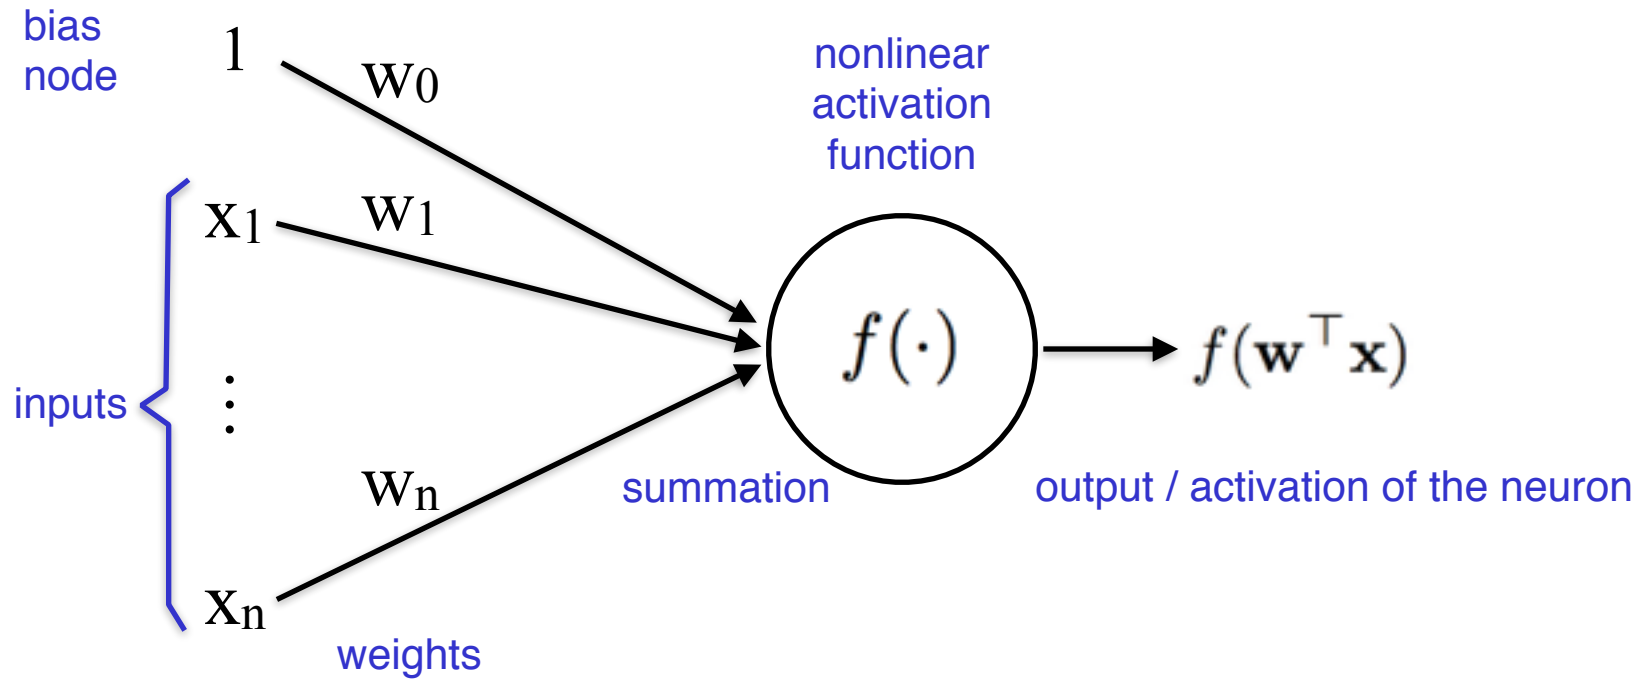 bias
node
1
w0
nonlinear
activation
function
x1
w1
f(·)
f(w⊤x)
inputs
⋮
wn
summation
output / activation of the neuron
xn
weights